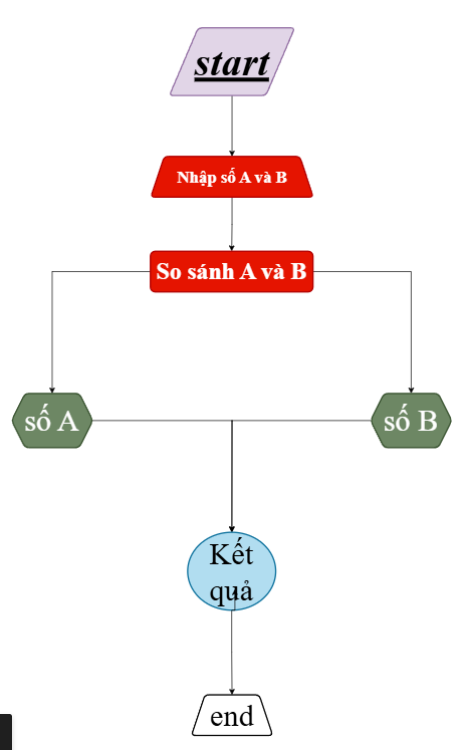 start
Nhập số A và B
So sánh A và B
số A
số B
Kết
quả
end